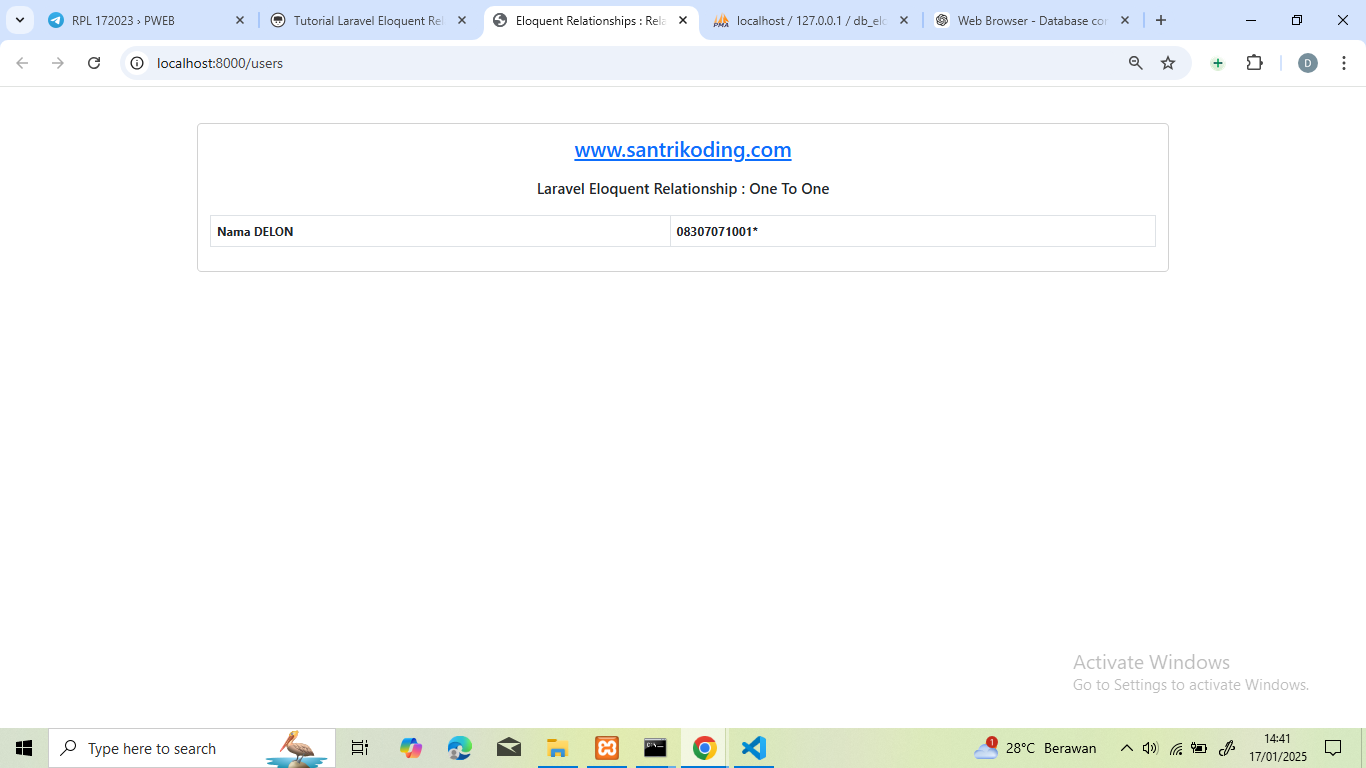 RPL 172023 › PWEB
Tutorial Laravel Eloquent Rel
Eloquent Relationships : Rela
localhost / 127.0.0.1 / db_elo
Web Browser - Database cor
localhost:8000/users
D
www.santrikoding.com
Laravel Eloquent Relationship : One To One
Nama DELON
08307071001*
Activate Windows
Go to Settings to activate Windows.
Type here to search
1
28°C Berawan
14:41
17/01/2025